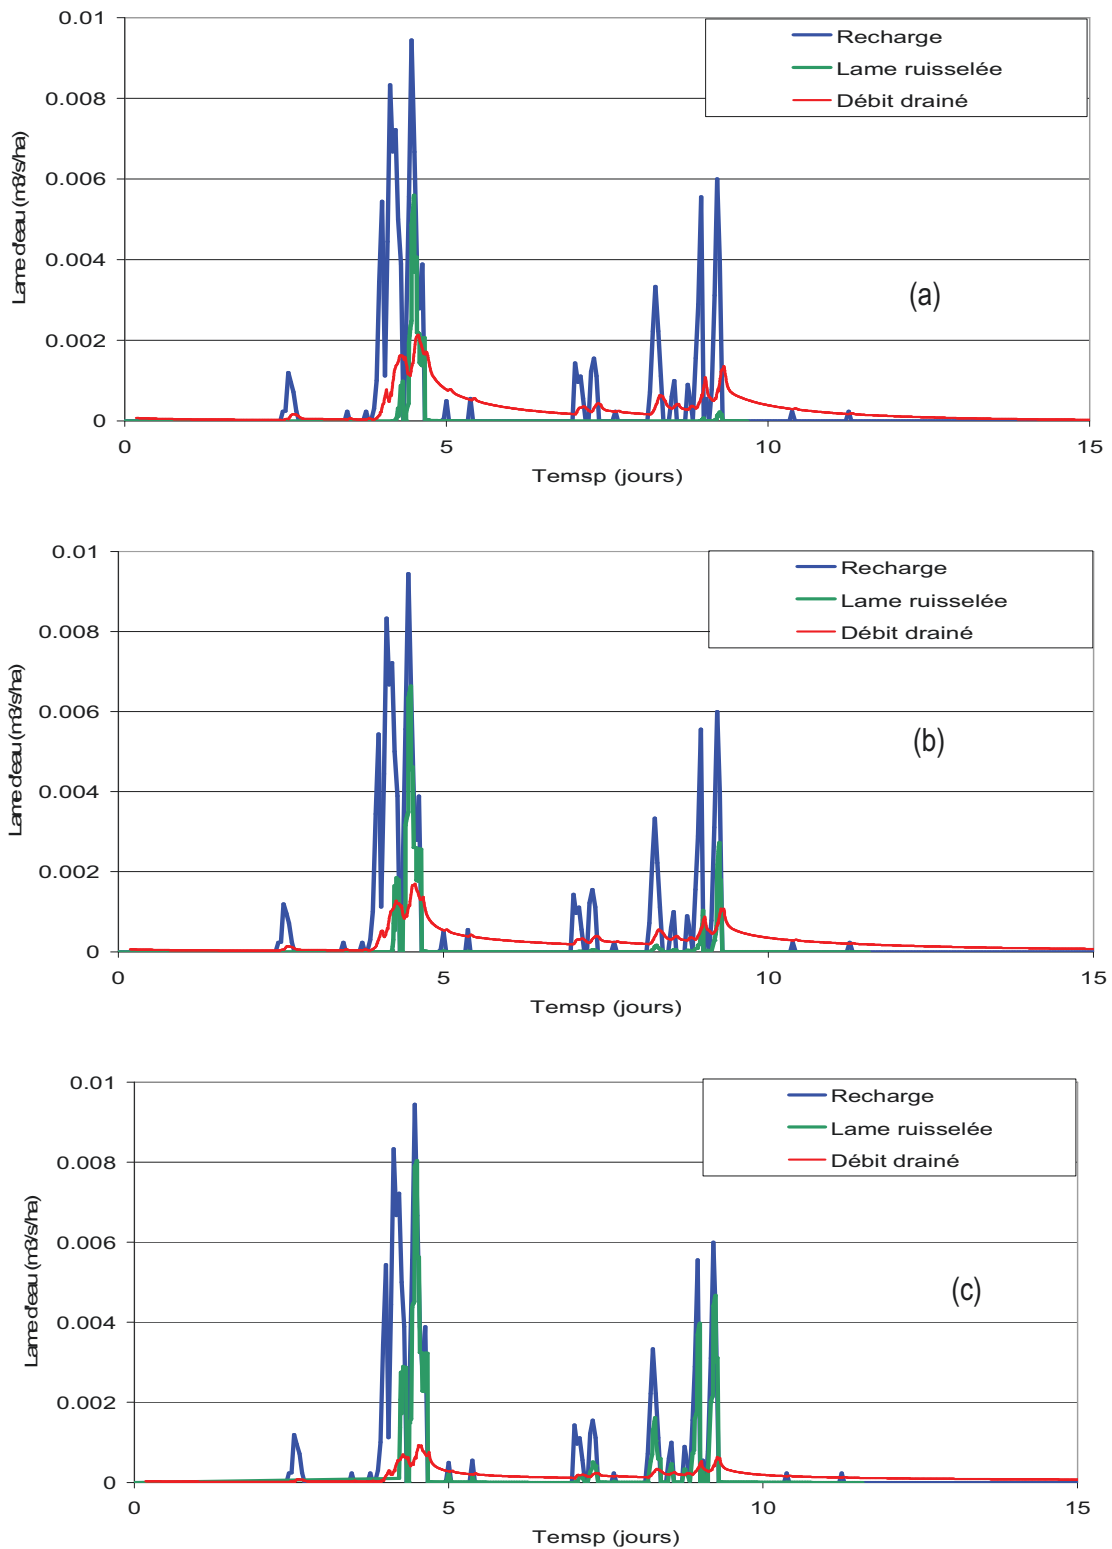 0.01
0.008
0.006
0.004
0.002
0
Lame d'eau (m3/s/ha)
Recharge
Lame ruisselée
Débit drainé
(a)
0
5
10
15
Temsp (jours)
0.01
0.008
0.006
0.004
0.002
0
Lame d'eau (m3/s/ha)
Recharge
Lame ruisselée
Débit drainé
(b)
0
5
10
15
Temsp (jours)
0.01
0.008
0.006
0.004
0.002
0
Lame d'eau (m3/s/ha)
Recharge
Lame ruisselée
Débit drainé
(c)
0
5
10
15
Temsp (jours)